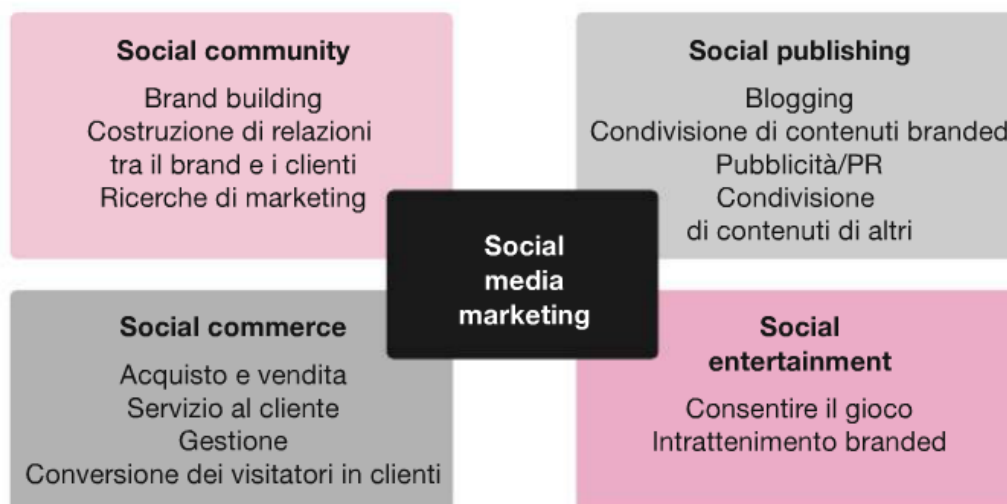 Social community
Brand building
Costruzione di relazioni
tra il brand e i clienti
Ricerche di marketing
Social publishing
Blogging
Condivisione di contenuti branded
Pubblicità/PR
Condivisione
di contenuti di altri
Social
media
marketing
Social commerce
Acquisto e vendita
Servizio al cliente
Gestione
Conversione dei visitatori in clienti
Social
entertainment
Consentire il gioco
Intrattenimento branded